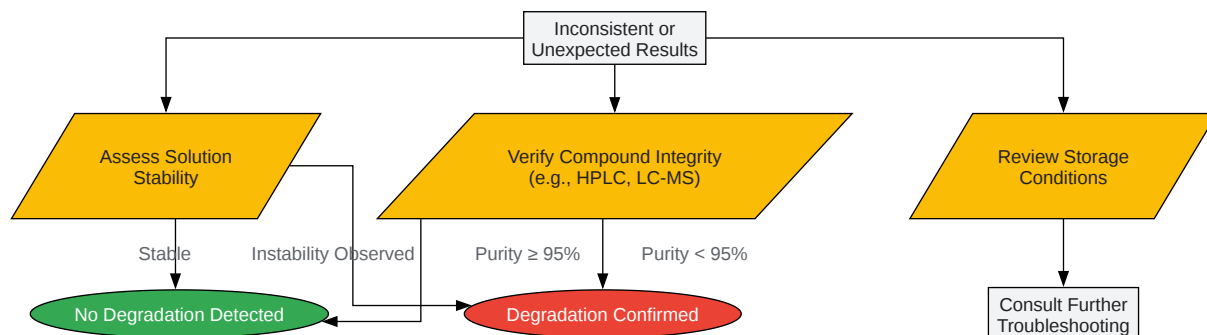 Inconsistent or
Unexpected Results
Assess Solution
Stability
Verify Compound Integrity
(e.g., HPLC, LC-MS)
Review Storage
Conditions
Stable
Instability Observed
Purity ≥ 95%
Purity < 95%
No Degradation Detected
Degradation Confirmed
Consult Further
Troubleshooting